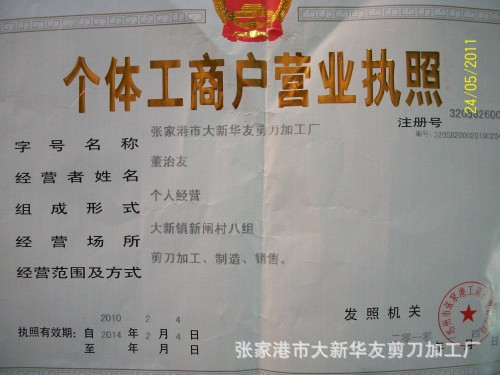 个体工商户营业执照
注册号 320582600
编号: 32058200020100204
字号名称 张家港市大新华友剪刀加工厂
经营者姓名 董治友
组成形式 个人经营
经营场所 大新镇新闸村八组
经营范围及方式 剪刀加工、制造、销售。
发照机关
执照有效期: 自 2010 年 2 月 4 日
至 2014 年 2 月 4 日
24/05/2011
张家港市大新华友剪刀加工厂